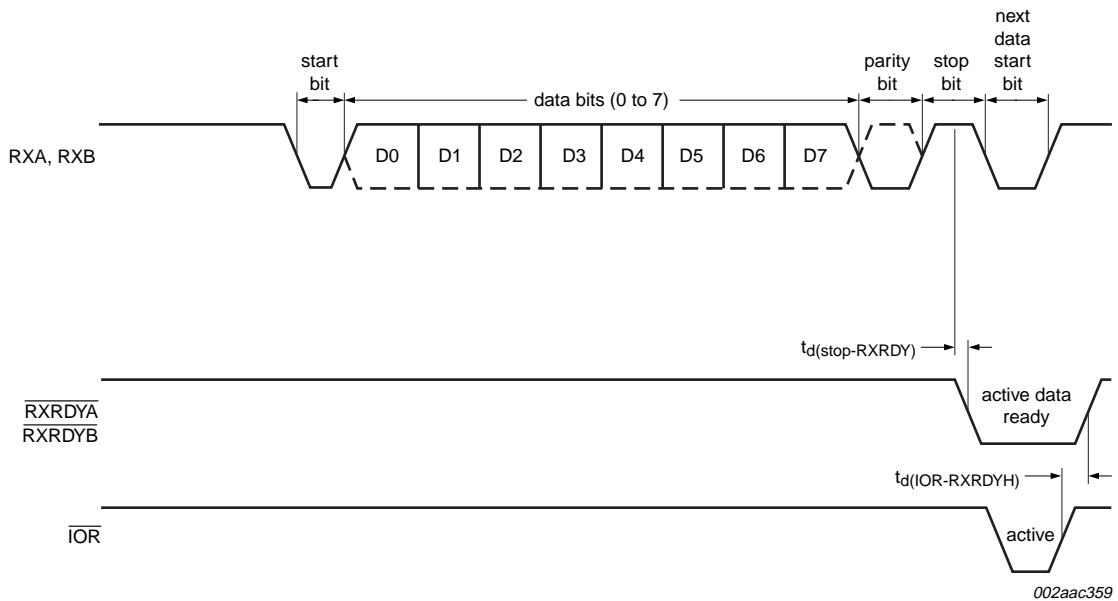 start
bit
data bits (0 to 7)
parity
bit
stop
bit
next
data
start
bit
RXA, RXB
D0
D1
D2
D3
D4
D5
D6
D7
td(stop-RXRDY)
RXRDYA
RXRDYB
active data
ready
td(IOR-RXRDYH)
IOR
active
002aac359